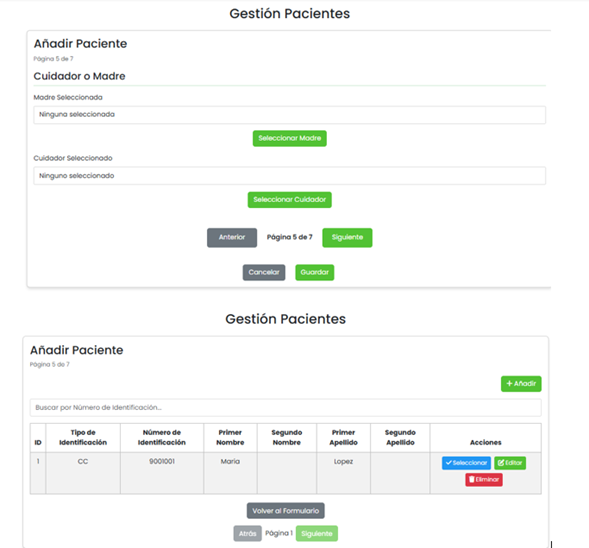 Gestión Pacientes
Añadir Paciente
Página 5 de 7
Cuidador o Madre
Madre Seleccionada
Ninguna seleccionada
Seleccionar Madre
Cuidador Seleccionado
Ninguno seleccionado
Seleccionar Cuidador
Anterior Página 5 de 7 Siguiente
Cancelar Guardar
Gestión Pacientes
Añadir Paciente
Página 5 de 7
+ Añadir
Buscar por Número de Identificación...
ID Tipo de Identificación Número de Identificación Primer Nombre Segundo Nombre Primer Apellido Segundo Apellido Acciones
1 CC 9001001 Maria Lopez Seleccionar Editar
Eliminar
Volver al Formulario
Atrás Página 1 Siguiente